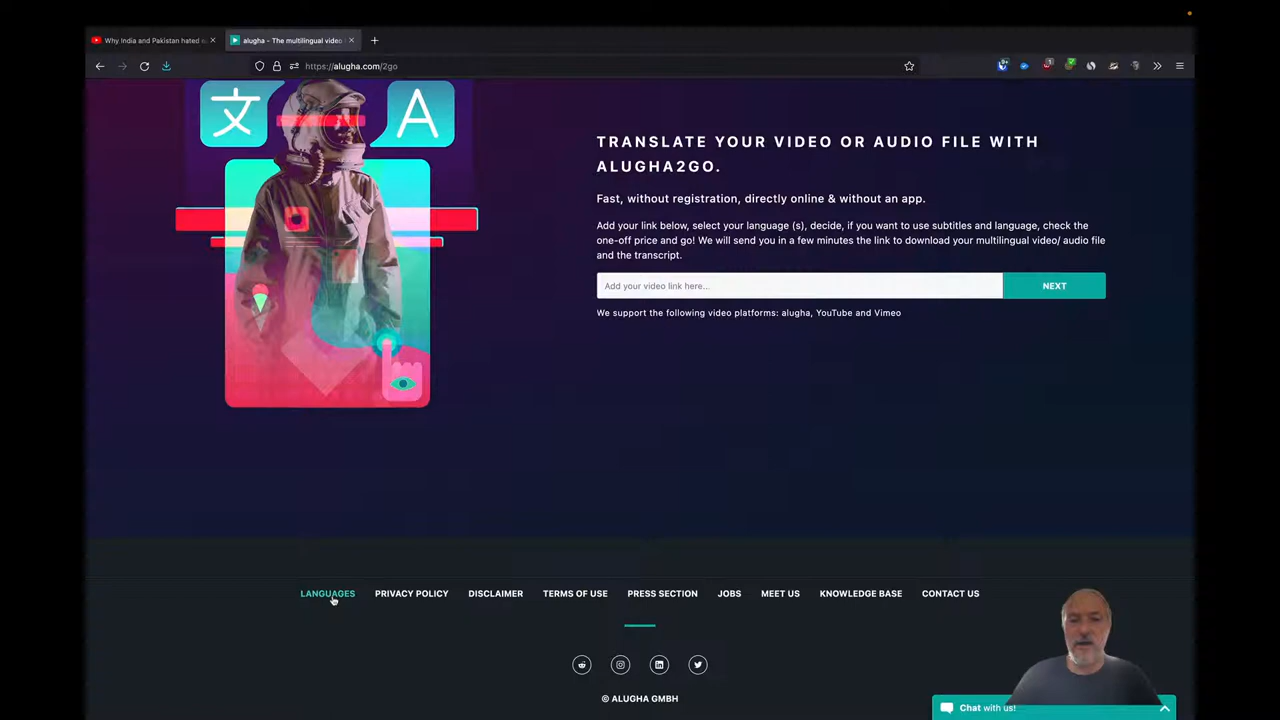 Why India and Pakistan hated e
alugha - The multilingual video
https://alugha.com/2go
文
A
TRANSLATE YOUR VIDEO OR AUDIO FILE WITH
ALUGHA2GO.
Fast, without registration, directly online & without an app.
Add your link below, select your language (s), decide, if you want to use subtitles and language, check the
one-off price and go! We will send you in a few minutes the link to download your multilingual video/ audio file
and the transcript.
Add your video link here...
NEXT
We support the following video platforms: alugha, YouTube and Vimeo
LANGUAGES PRIVACY POLICY DISCLAIMER TERMS OF USE PRESS SECTION JOBS MEET US KNOWLEDGE BASE CONTACT US
© ALUGHA GMBH
Chat with us!